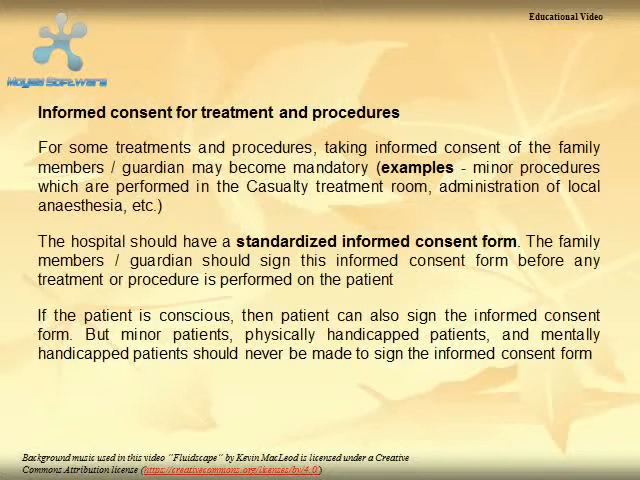 Educational Video
Moyea Software
Informed consent for treatment and procedures
For some treatments and procedures, taking informed consent of the family
members / guardian may become mandatory (examples - minor procedures
which are performed in the Casualty treatment room, administration of local
anaesthesia, etc.)
The hospital should have a standardized informed consent form. The family
members / guardian should sign this informed consent form before any
treatment or procedure is performed on the patient
If the patient is conscious, then patient can also sign the informed consent
form. But minor patients, physically handicapped patients, and mentally
handicapped patients should never be made to sign the informed consent form
Background music used in this video "Fluidscape" by Kevin MacLeod is licensed under a Creative
Commons Attribution license (https://creativecommons.org/licenses/by/4.0/)